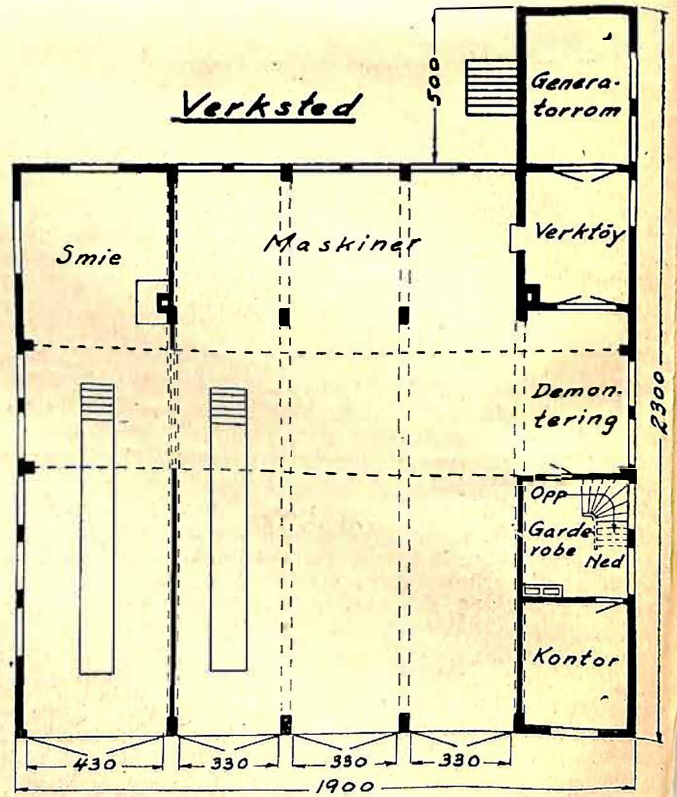 Verksted
500
Genera-
torrom
Smie
Maskiner
Verktöy
Demon-
tering
2300
Opp
Garde-
robe
Ned
Kontor
430
330
330
330
1900